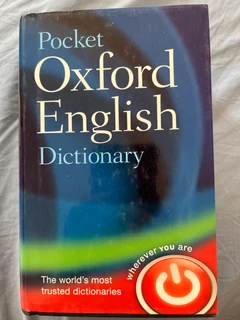 Pocket
Oxford
English
Dictionary
wherever you are
The world's most
trusted dictionaries